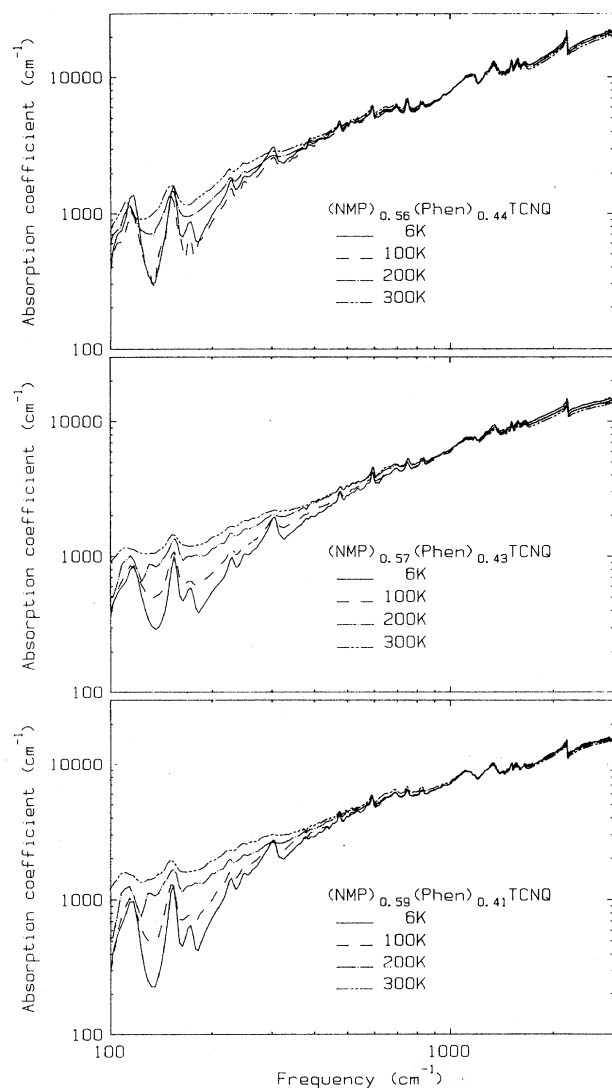 Absorption coefficient (cm⁻¹)
10000
1000
100
(NMP)₀.₅₆(Phen)₀.₄₄TCNQ
6K
100K
200K
300K
Absorption coefficient (cm⁻¹)
10000
1000
100
(NMP)₀.₅₇(Phen)₀.₄₃TCNQ
6K
100K
200K
300K
Absorption coefficient (cm⁻¹)
10000
1000
100
(NMP)₀.₅₉(Phen)₀.₄₁TCNQ
6K
100K
200K
300K
100
1000
Frequency (cm⁻¹)